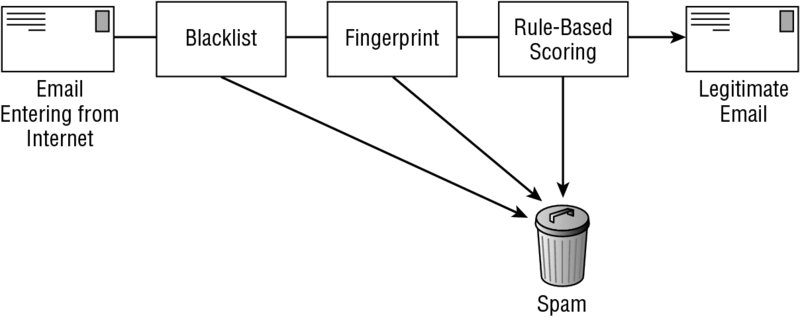 Blacklist
Fingerprint
Rule-Based
Scoring
Email
Entering from
Internet
Legitimate
Email
Spam